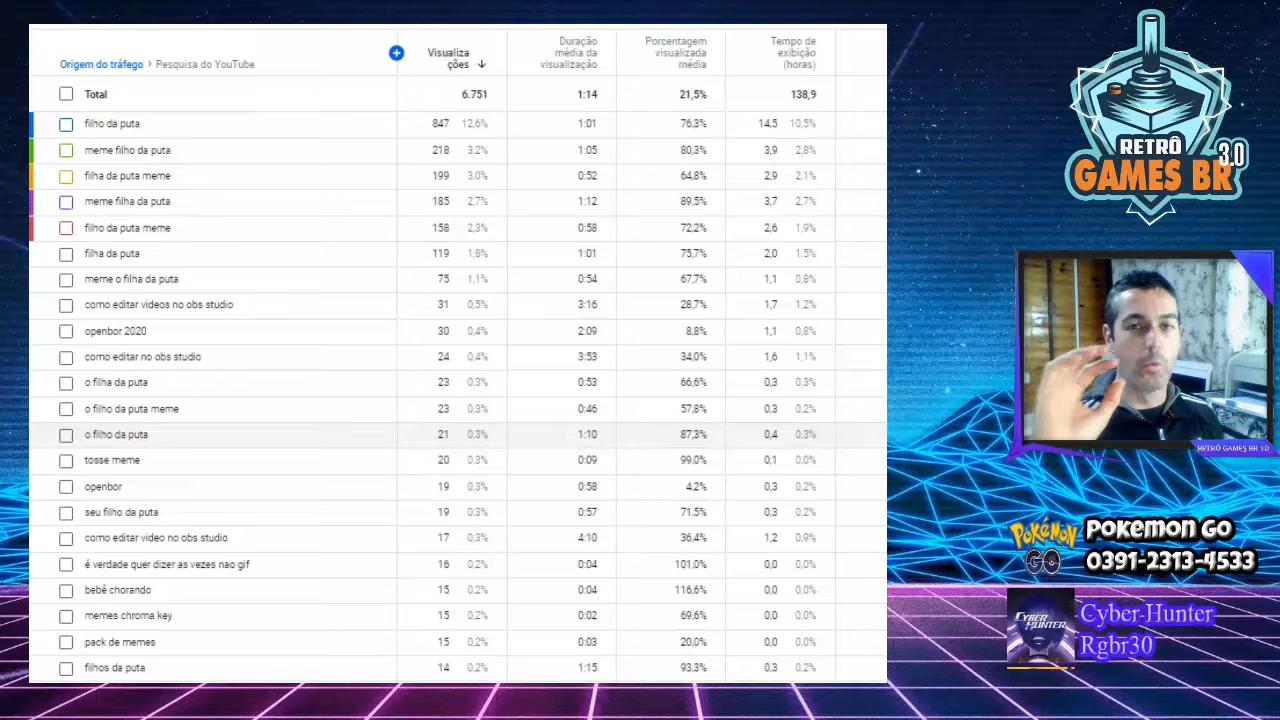 Origem do tráfego > Pesquisa do YouTube
Visualiza
ções ↓
Duração
média da
visualização
Porcentagem
visualizada
média
Tempo de
exibição
(horas)
Total 6.751 1:14 21,5% 138,9
filho da puta 847 12,6% 1:01 76,3% 14,5 10,5%
meme filho da puta 218 3,2% 1:05 80,3% 3,9 2,8%
filha da puta meme 199 3,0% 0:52 64,8% 2,9 2,1%
meme filha da puta 185 2,7% 1:12 89,5% 3,7 2,7%
filho da puta meme 158 2,3% 0:58 72,2% 2,6 1,9%
filha da puta 119 1,8% 1:01 75,7% 2,0 1,5%
meme o filho da puta 75 1,1% 0:54 67,7% 1,1 0,8%
como editar videos no obs studio 31 0,5% 3:16 28,7% 1,7 1,2%
openbor 2020 30 0,4% 2:09 8,8% 1,1 0,8%
como editar no obs studio 24 0,4% 3:53 34,0% 1,6 1,1%
o filha da puta 23 0,3% 0:53 66,6% 0,3 0,3%
o filho da puta meme 23 0,3% 0:46 57,8% 0,3 0,2%
o filho da puta 21 0,3% 1:10 87,3% 0,4 0,3%
tosse meme 20 0,3% 0:09 99,0% 0,1 0,0%
openbor 19 0,3% 0:58 4,2% 0,3 0,2%
seu filho da puta 19 0,3% 0:57 71,5% 0,3 0,2%
como editar video no obs studio 17 0,3% 4:10 36,4% 1,2 0,9%
é verdade quer dizer as vezes nao gif 16 0,2% 0:04 101,0% 0,0 0,0%
bebê chorando 15 0,2% 0:04 116,6% 0,0 0,0%
memes chroma key 15 0,2% 0:02 69,6% 0,0 0,0%
pack de memes 15 0,2% 0:03 20,0% 0,0 0,0%
filhos da puta 14 0,2% 1:15 93,3% 0,3 0,2%
RETRÔ
GAMES BR 3.0
RETRÔ GAMES BR 3.0
POKÉMON
GO
Pokemon Go
0391-2313-4533
CYBER
HUNTER
Cyber Hunter
Rgbr30